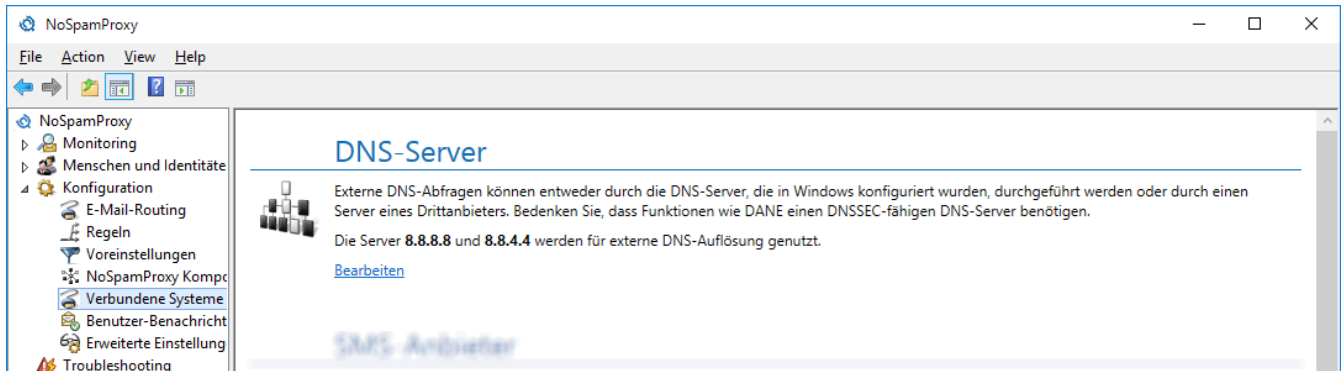 NoSpamProxy
File Action View Help
NoSpamProxy
Monitoring
Menschen und Identitäte
Konfiguration
E-Mail-Routing
Regeln
Voreinstellungen
NoSpamProxy Kompo
Verbundene Systeme
Benutzer-Benachricht
Erweiterte Einstellung
Troubleshooting
DNS-Server
Externe DNS-Abfragen können entweder durch die DNS-Server, die in Windows konfiguriert wurden, durchgeführt werden oder durch einen
Server eines Drittanbieters. Bedenken Sie, dass Funktionen wie DANE einen DNSSEC-fähigen DNS-Server benötigen.
Die Server 8.8.8.8 und 8.8.4.4 werden für externe DNS-Auflösung genutzt.
Bearbeiten
SMS-Anbieter